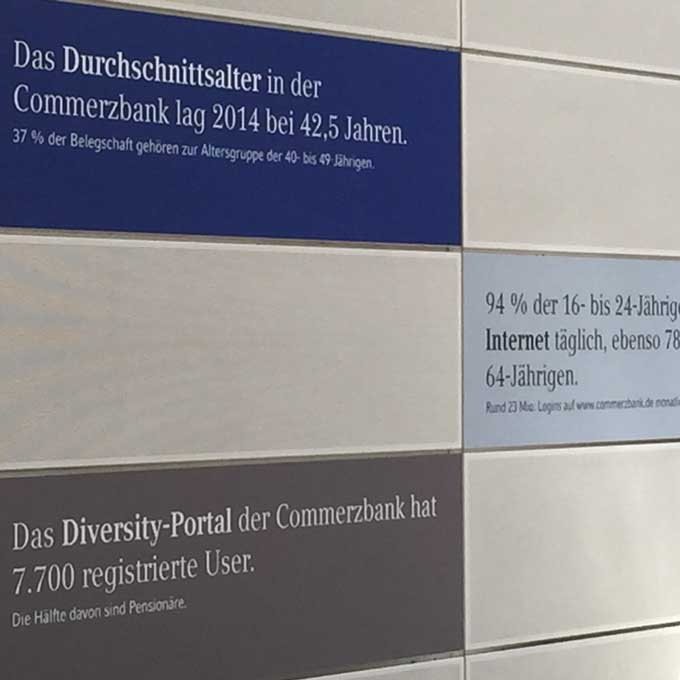 Das Durchschnittsalter in der
Commerzbank lag 2014 bei 42,5 Jahren.
37 % der Belegschaft gehören zur Altersgruppe der 40- bis 49-Jährigen.
94 % der 16- bis 24-Jährige
Internet täglich, ebenso 78
64-Jährigen.
Rund 23 Mio. Logins auf www.commerzbank.de
Das Diversity-Portal der Commerzbank hat
7.700 registrierte User.
Die Hälfte davon sind Pensionäre.